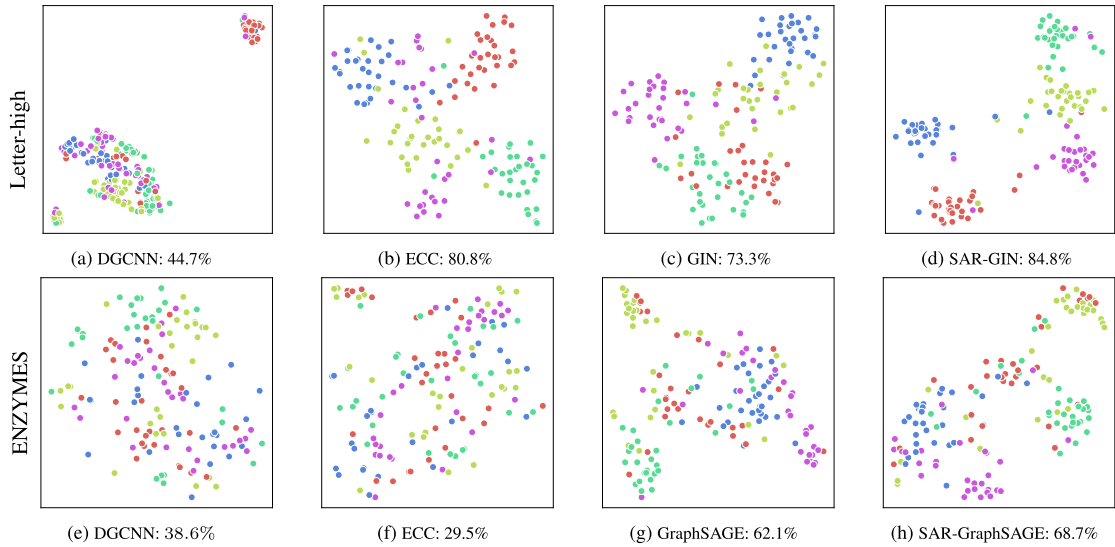 Letter-high
(a) DGCNN: 44.7%
(b) ECC: 80.8%
(c) GIN: 73.3%
(d) SAR-GIN: 84.8%
ENZYMES
(e) DGCNN: 38.6%
(f) ECC: 29.5%
(g) GraphSAGE: 62.1%
(h) SAR-GraphSAGE: 68.7%